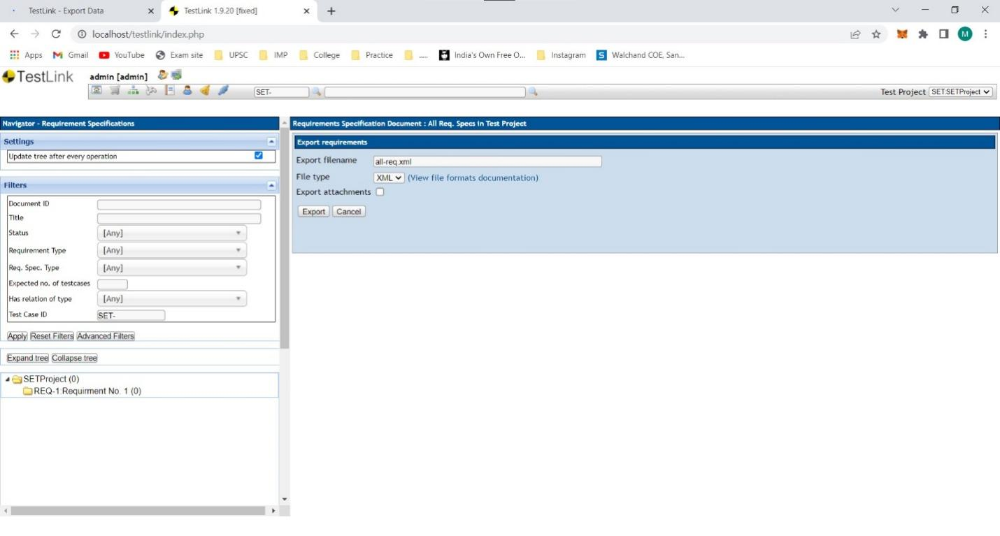 TestLink - Export Data
TestLink 1.9.20 [fixed]
localhost/testlink/index.php
M
Apps
Gmail
YouTube
Exam site
UPSC
IMP
College
Practice
.....
India's Own Free O...
Instagram
S Walchand COE, San...
TestLink
admin [admin]
SET-
Test Project SET:SETProject
Navigator - Requirement Specifications
Settings
Update tree after every operation
Filters
Document ID
Title
Status [Any]
Requirement Type [Any]
Req. Spec. Type [Any]
Expected no. of testcases
Has relation of type [Any]
Test Case ID SET-
Apply Reset Filters Advanced Filters
Expand tree Collapse tree
SETProject (0)
REQ-1:Requirment No. 1 (0)
Requirements Specification Document : All Req. Specs in Test Project
Export requirements
Export filename all-req.xml
File type XML (View file formats documentation)
Export attachments
Export Cancel